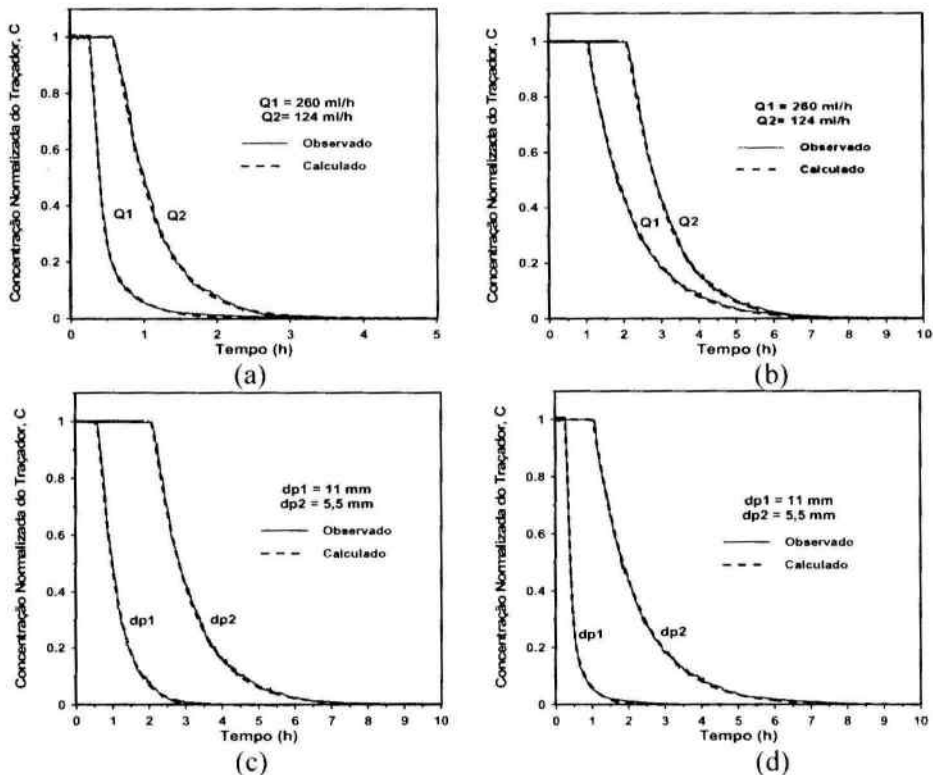 Concentração Normalizada do Traçador, C
1
0.8
0.6
0.4
0.2
0
Q1 = 260 ml/h
Q2= 124 ml/h
Observado
Calculado
Q1
Q2
0 1 2 3 4 5
Tempo (h)
(a)
Concentração Normalizada do Traçador, C
1
0.8
0.6
0.4
0.2
0
Q1 = 260 ml/h
Q2= 124 ml/h
Observado
Calculado
Q1
Q2
0 1 2 3 4 5 6 7 8 9 10
Tempo (h)
(b)
Concentração Normalizada do Traçador, C
1
0.8
0.6
0.4
0.2
0
dp1 = 11 mm
dp2 = 5,5 mm
Observado
Calculado
dp1
dp2
0 1 2 3 4 5 6 7 8 9 10
Tempo (h)
(c)
Concentração Normalizada do Traçador, C
1
0.8
0.6
0.4
0.2
0
dp1 = 11 mm
dp2 = 5,5 mm
Observado
Calculado
dp1
dp2
0 1 2 3 4 5 6 7 8 9 10
Tempo (h)
(d)